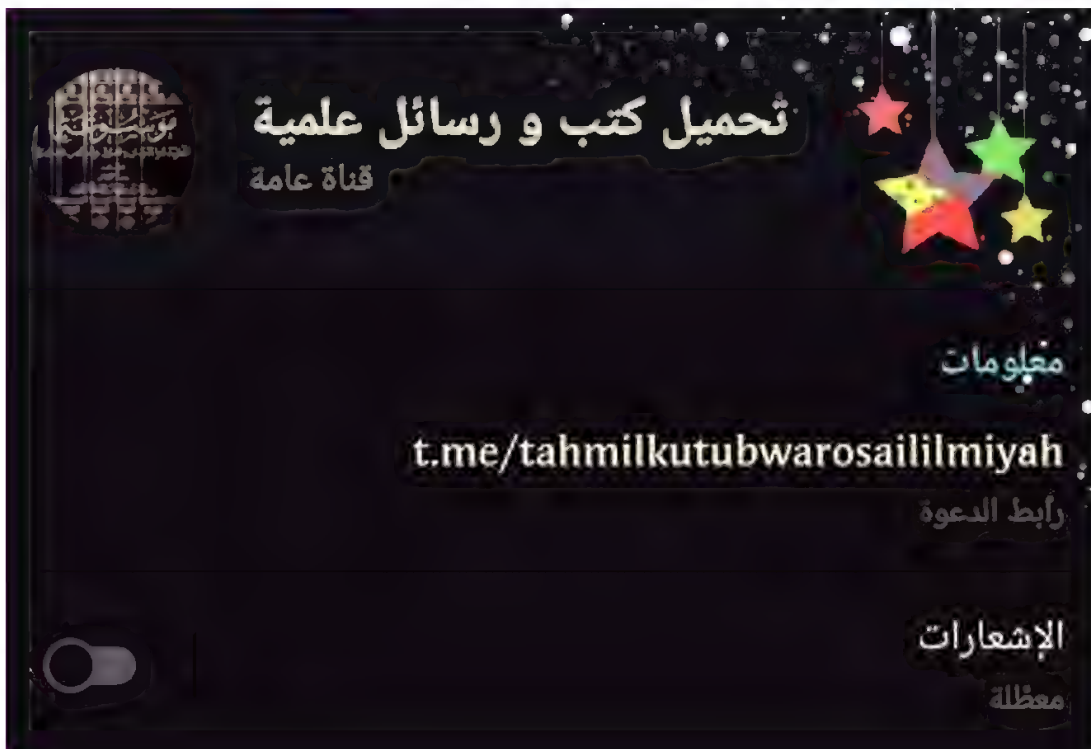 تحميل كتب و رسائل علمية
قناة عامة
معلومات
t.me/tahmilkutubwarosaililmiyah
رابط الدعوة
الإشعارات
معطلة